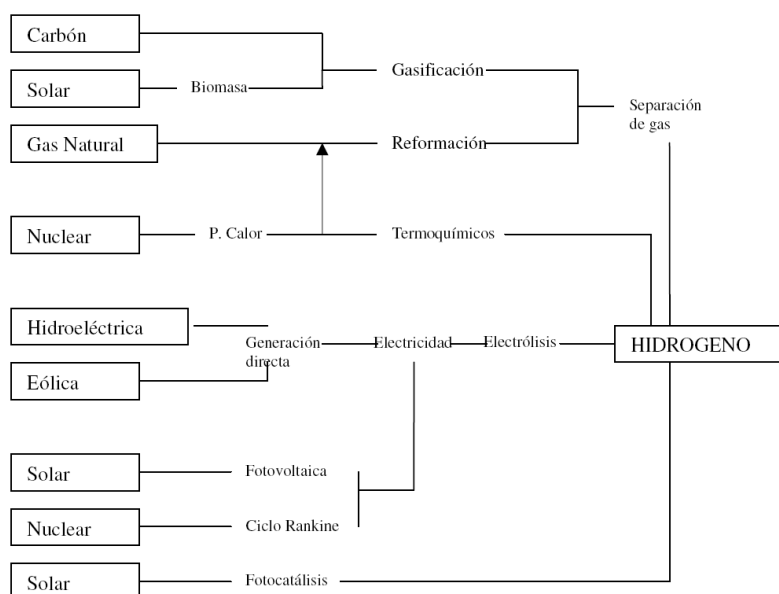 Carbón
Gasificación
Solar
Biomasa
Separación
de gas
Gas Natural
Reformación
Nuclear
P. Calor
Termoquímicos
Hidroeléctrica
Generación
directa
Electricidad
Electrólisis
HIDROGENO
Eólica
Solar
Fotovoltaica
Nuclear
Ciclo Rankine
Solar
Fotocatálisis